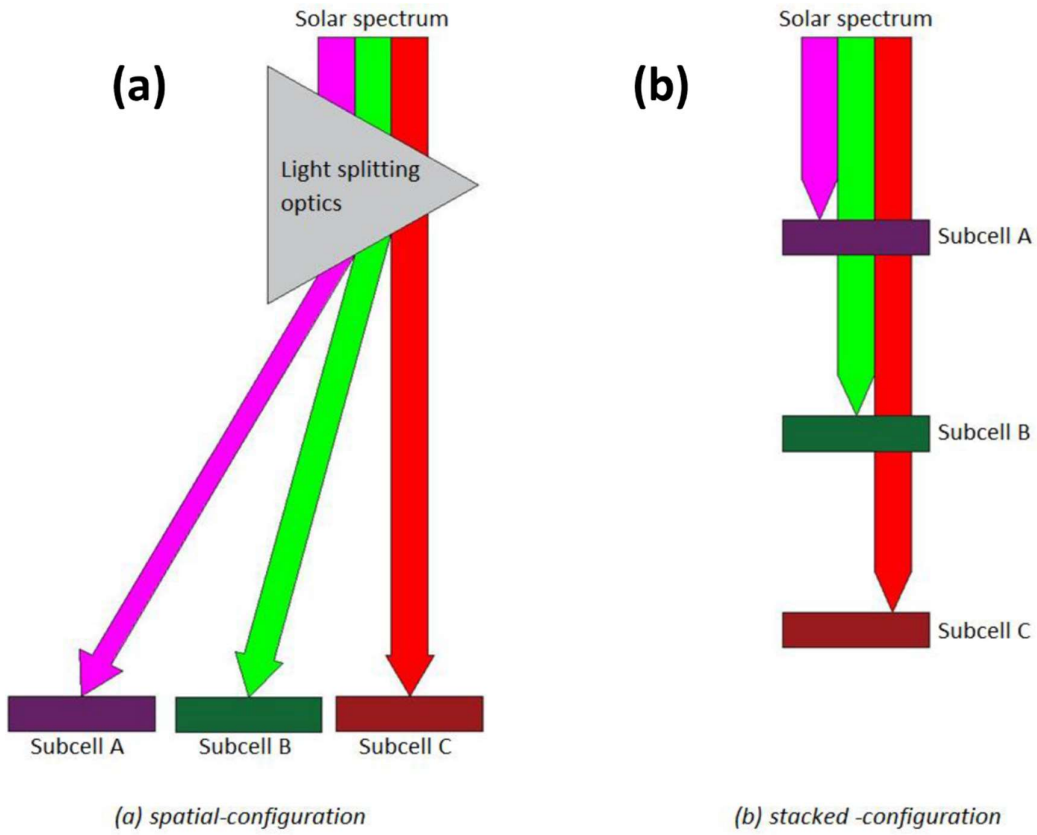 Solar spectrum
(a)
Light splitting
optics
Subcell A
Subcell B
Subcell C
(a) spatial-configuration
Solar spectrum
(b)
Subcell A
Subcell B
Subcell C
(b) stacked -configuration